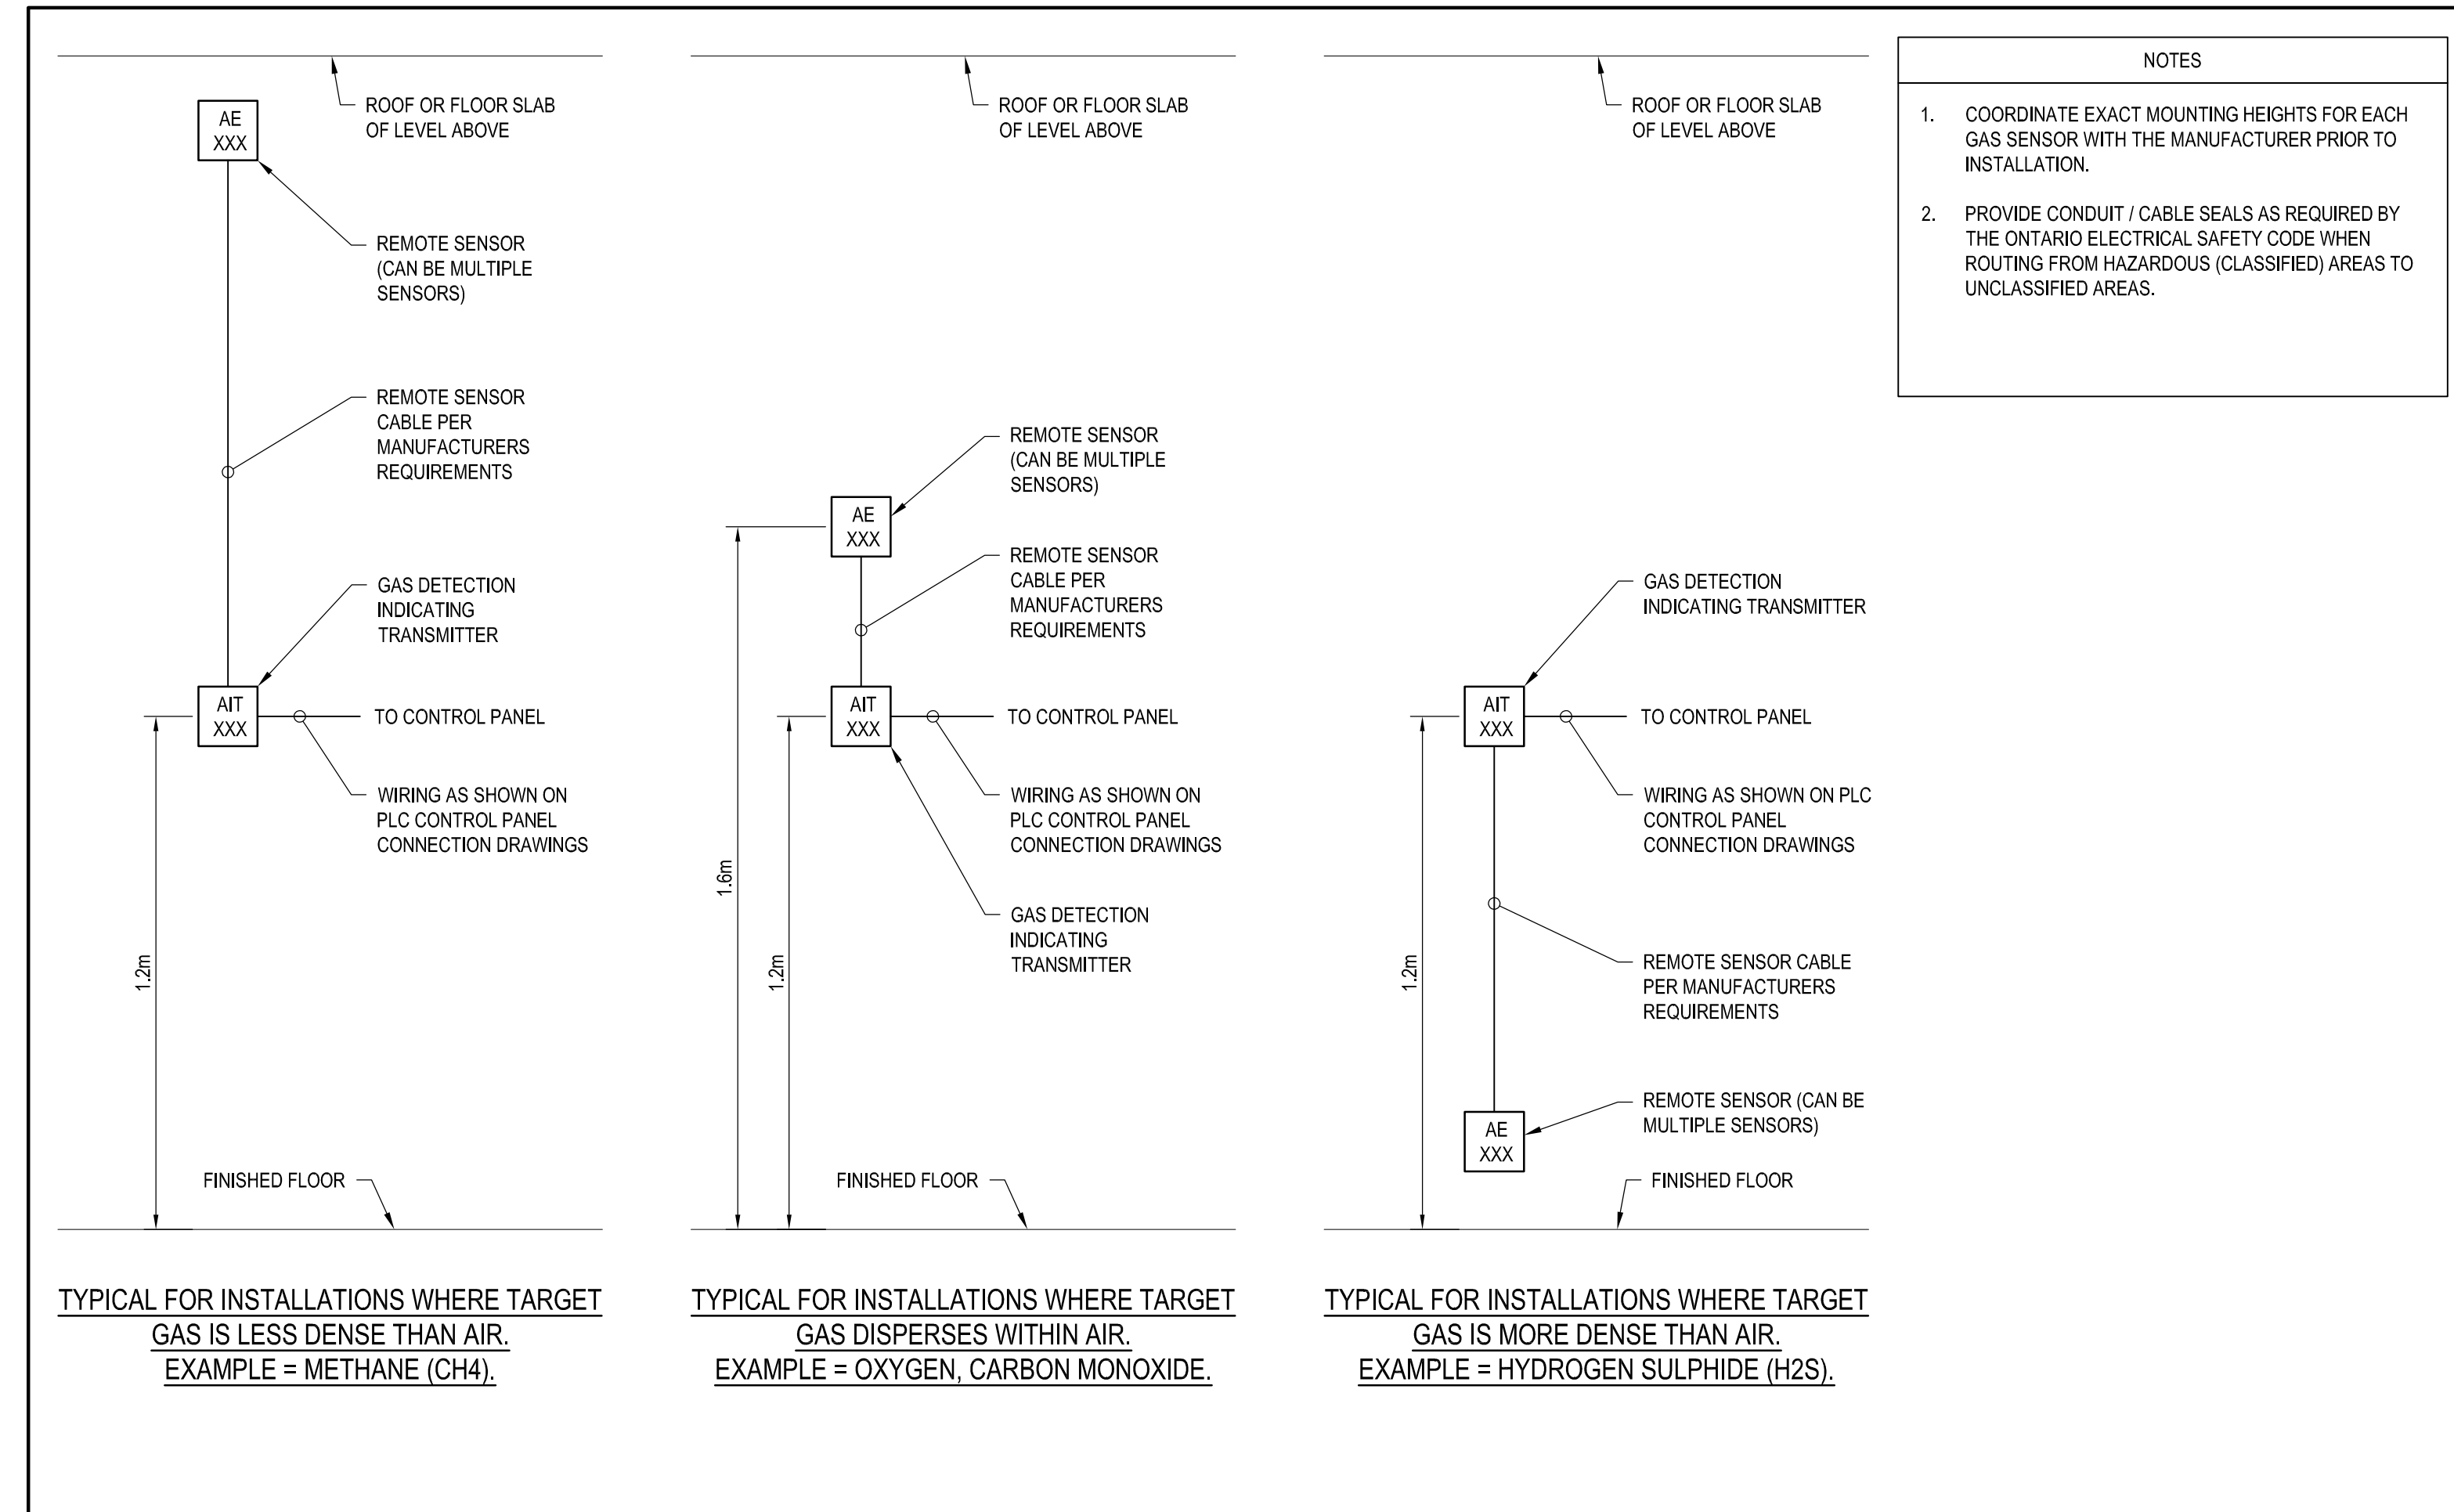 ROOF OR FLOOR SLAB
OF LEVEL ABOVE
AE
XXX
REMOTE SENSOR
(CAN BE MULTIPLE
SENSORS)
REMOTE SENSOR
CABLE PER
MANUFACTURERS
REQUIREMENTS
GAS DETECTION
INDICATING
TRANSMITTER
AIT
XXX
TO CONTROL PANEL
WIRING AS SHOWN ON
PLC CONTROL PANEL
CONNECTION DRAWINGS
1.2m
FINISHED FLOOR
TYPICAL FOR INSTALLATIONS WHERE TARGET
GAS IS LESS DENSE THAN AIR.
EXAMPLE = METHANE (CH4).
ROOF OR FLOOR SLAB
OF LEVEL ABOVE
REMOTE SENSOR
(CAN BE MULTIPLE
SENSORS)
AE
XXX
REMOTE SENSOR
CABLE PER
MANUFACTURERS
REQUIREMENTS
AIT
XXX
TO CONTROL PANEL
WIRING AS SHOWN ON
PLC CONTROL PANEL
CONNECTION DRAWINGS
1.6m
GAS DETECTION
INDICATING
TRANSMITTER
1.2m
FINISHED FLOOR
TYPICAL FOR INSTALLATIONS WHERE TARGET
GAS DISPERSES WITHIN AIR.
EXAMPLE = OXYGEN, CARBON MONOXIDE.
ROOF OR FLOOR SLAB
OF LEVEL ABOVE
GAS DETECTION
INDICATING TRANSMITTER
AIT
XXX
TO CONTROL PANEL
WIRING AS SHOWN ON PLC
CONTROL PANEL
CONNECTION DRAWINGS
1.2m
REMOTE SENSOR CABLE
PER MANUFACTURERS
REQUIREMENTS
REMOTE SENSOR (CAN BE
MULTIPLE SENSORS)
AE
XXX
FINISHED FLOOR
TYPICAL FOR INSTALLATIONS WHERE TARGET
GAS IS MORE DENSE THAN AIR.
EXAMPLE = HYDROGEN SULPHIDE (H2S).
NOTES
1. COORDINATE EXACT MOUNTING HEIGHTS FOR EACH
GAS SENSOR WITH THE MANUFACTURER PRIOR TO
INSTALLATION.
2. PROVIDE CONDUIT / CABLE SEALS AS REQUIRED BY
THE ONTARIO ELECTRICAL SAFETY CODE WHEN
ROUTING FROM HAZARDOUS (CLASSIFIED) AREAS TO
UNCLASSIFIED AREAS.